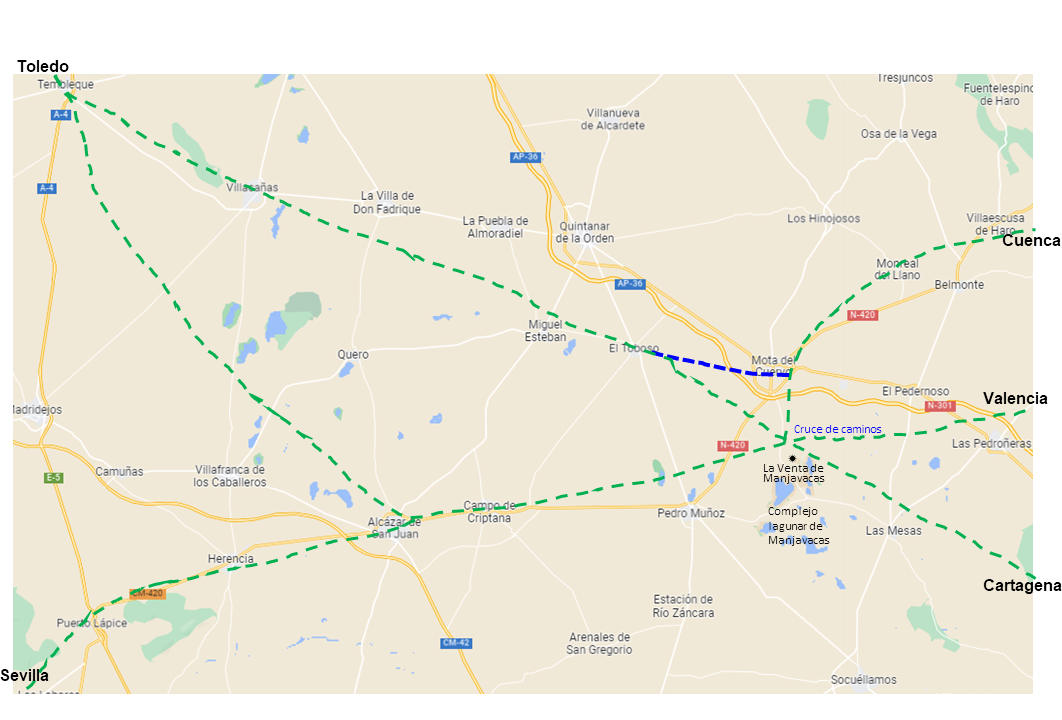 Toledo
Tembleque
Tresjuncos
Fuentelespino
de Haro
A-4
Villanueva
de Alcardete
Osa de la Vega
AP-36
A-4
Villacañas
La Villa de
Don Fadrique
La Puebla de
Almoradiel
Quintanar
de la Orden
Los Hinojosos
Villaescusa
de Haro
Cuenca
Monreal
del Llano
AP-36
Belmonte
N-420
Miguel
Esteban
El Toboso
Quero
Mota del
Cuervo
El Pedernoso
Valencia
N-301
Madridejos
Cruce de caminos
N-420
Las Pedroñeras
La Venta de
Manjavacas
Camuñas
Villafranca de
los Caballeros
E-5
Campo de
Criptana
Pedro Muñoz
Complejo
lagunar de
Manjavacas
Alcázar de
San Juan
Las Mesas
Herencia
Cartagena
CM-420
Estación de
Río Záncara
Puerto Lápice
CM-42
Arenales de
San Gregorio
Sevilla
Socuéllamos